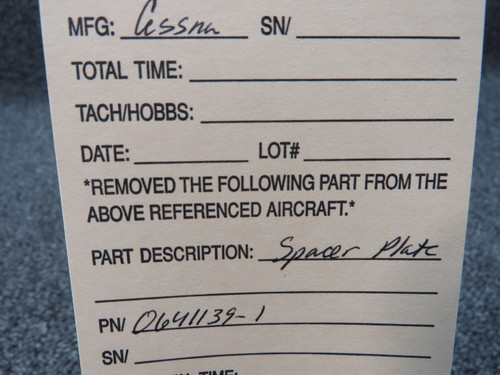 MFG: Cessna SN/
TOTAL TIME:
TACH/HOBBS:
DATE: LOT#
*REMOVED THE FOLLOWING PART FROM THE
ABOVE REFERENCED AIRCRAFT.*
PART DESCRIPTION: Spacer Plate
PN/ 0641139-1
SN/
TIME: